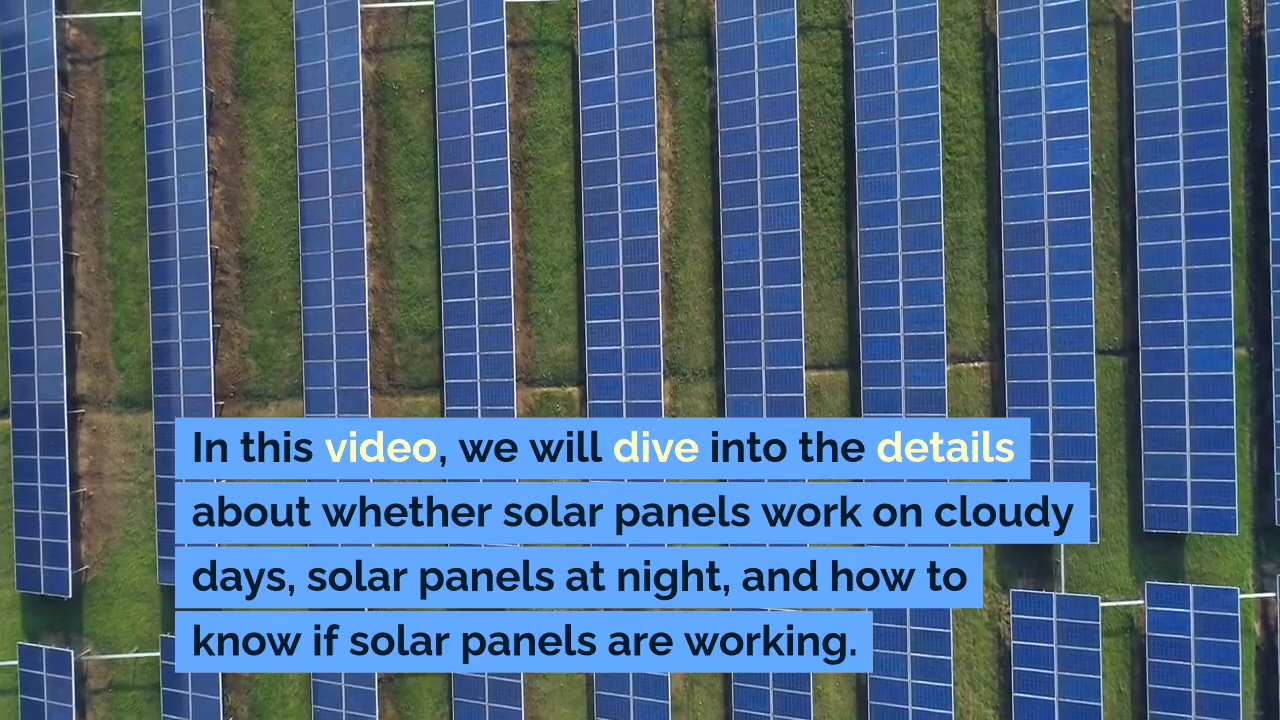 In this video, we will dive into the details
about whether solar panels work on cloudy
days, solar panels at night, and how to
know if solar panels are working.